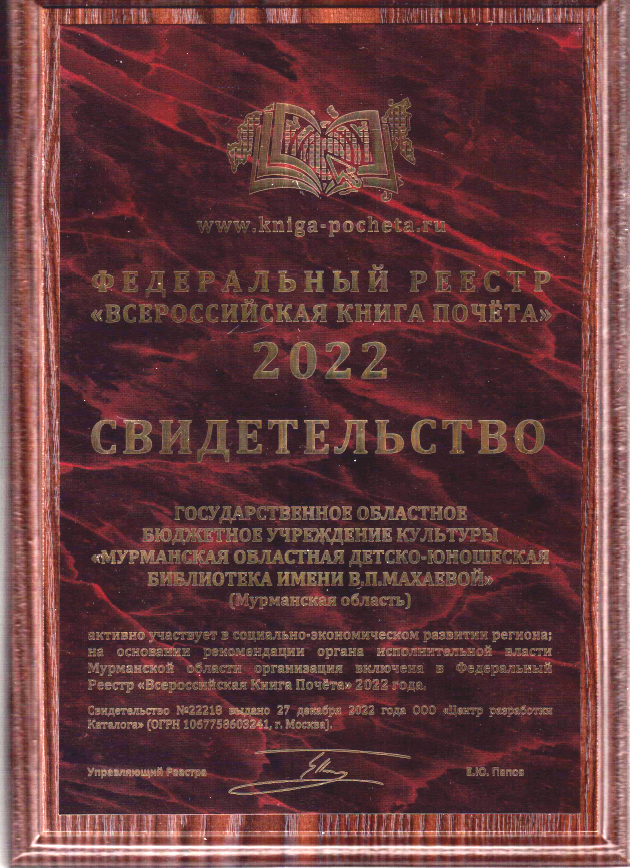 www.kniga-pocheta.ru
ФЕДЕРАЛЬНЫЙ РЕЕСТР
«ВСЕРОССИЙСКАЯ КНИГА ПОЧЁТА»
2022
СВИДЕТЕЛЬСТВО
ГОСУДАРСТВЕННОЕ ОБЛАСТНОЕ
БЮДЖЕТНОЕ УЧРЕЖДЕНИЕ КУЛЬТУРЫ
«МУРМАНСКАЯ ОБЛАСТНАЯ ДЕТСКО-ЮНОШЕСКАЯ
БИБЛИОТЕКА ИМЕНИ В.П.МАХАЕВОЙ»
(Мурманская область)
активно участвует в социально-экономическом развитии региона;
на основании рекомендации органа исполнительной власти
Мурманской области организация включена в Федеральный
Реестр «Всероссийская Книга Почёта» 2022 года.
Свидетельство №22218 выдано 27 декабря 2022 года ООО «Центр разработки
Каталога» (ОГРН 1067758603241, г. Москва).
Управляющий Реестра Е.Ю. Попов